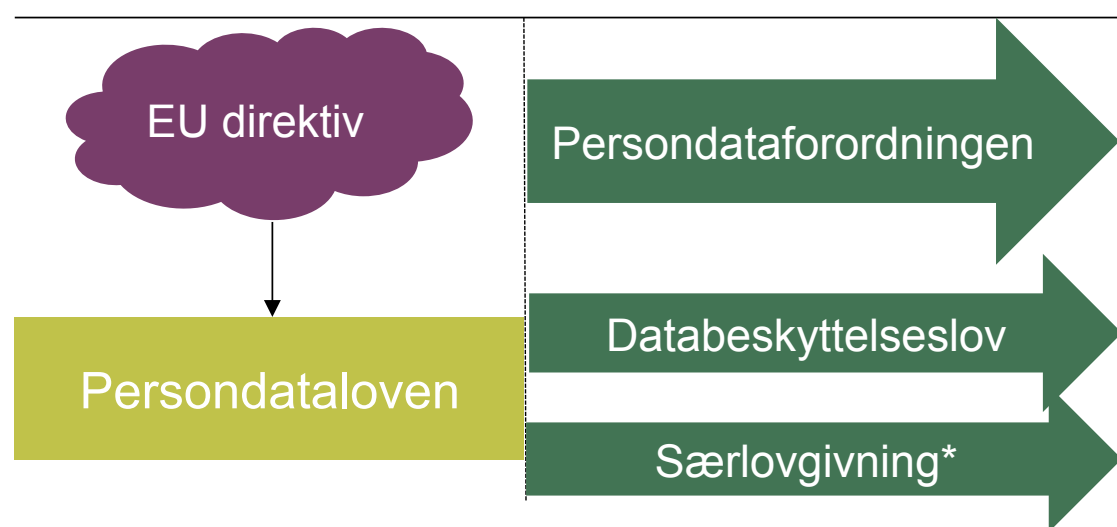 EU direktiv
Persondataforordningen
Databeskyttelseslov
Persondataloven
Særlovgivning*